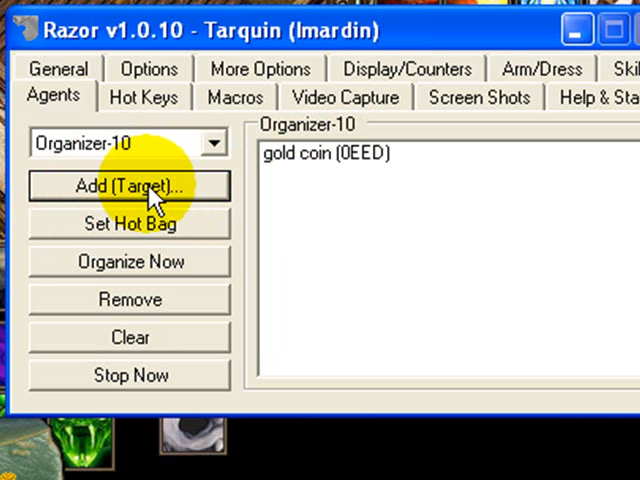 Razor v1.0.10 - Tarquin (Imardin)
General Options More Options Display/Counters Arm/Dress
Agents Hot Keys Macros Video Capture Screen Shots Help &
Organizer-10 Organizer-10
gold coin (0EED)
Add (Target)...
Set Hot Bag
Organize Now
Remove
Clear
Stop Now